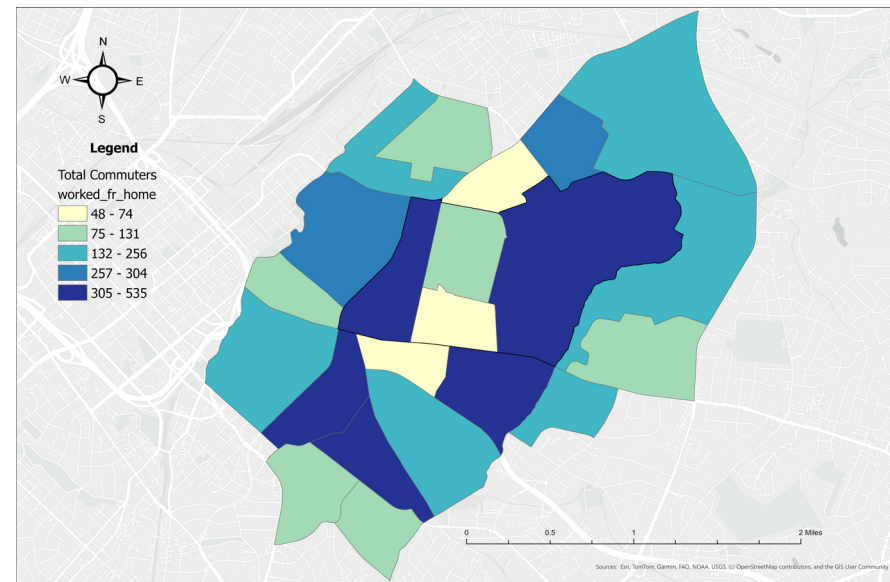 N
W E
S
Legend
Total Commuters
worked_fr_home
48 - 74
75 - 131
132 - 256
257 - 304
305 - 535
0 0.5 1 2 Miles
Sources: Esri, TomTom, Garmin, FAO, NOAA, USGS, (c) OpenStreetMap contributors, and the GIS User Community